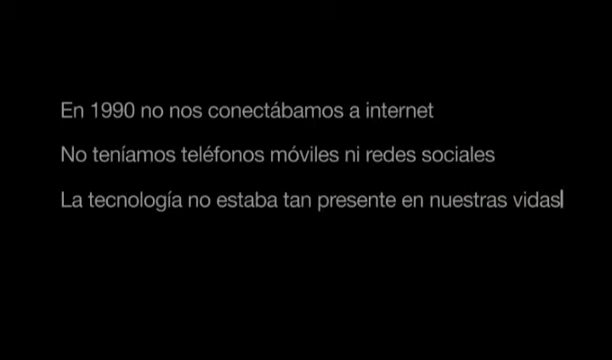 En 1990 no nos conectábamos a internet
No teníamos teléfonos móviles ni redes sociales
La tecnología no estaba tan presente en nuestras vidas